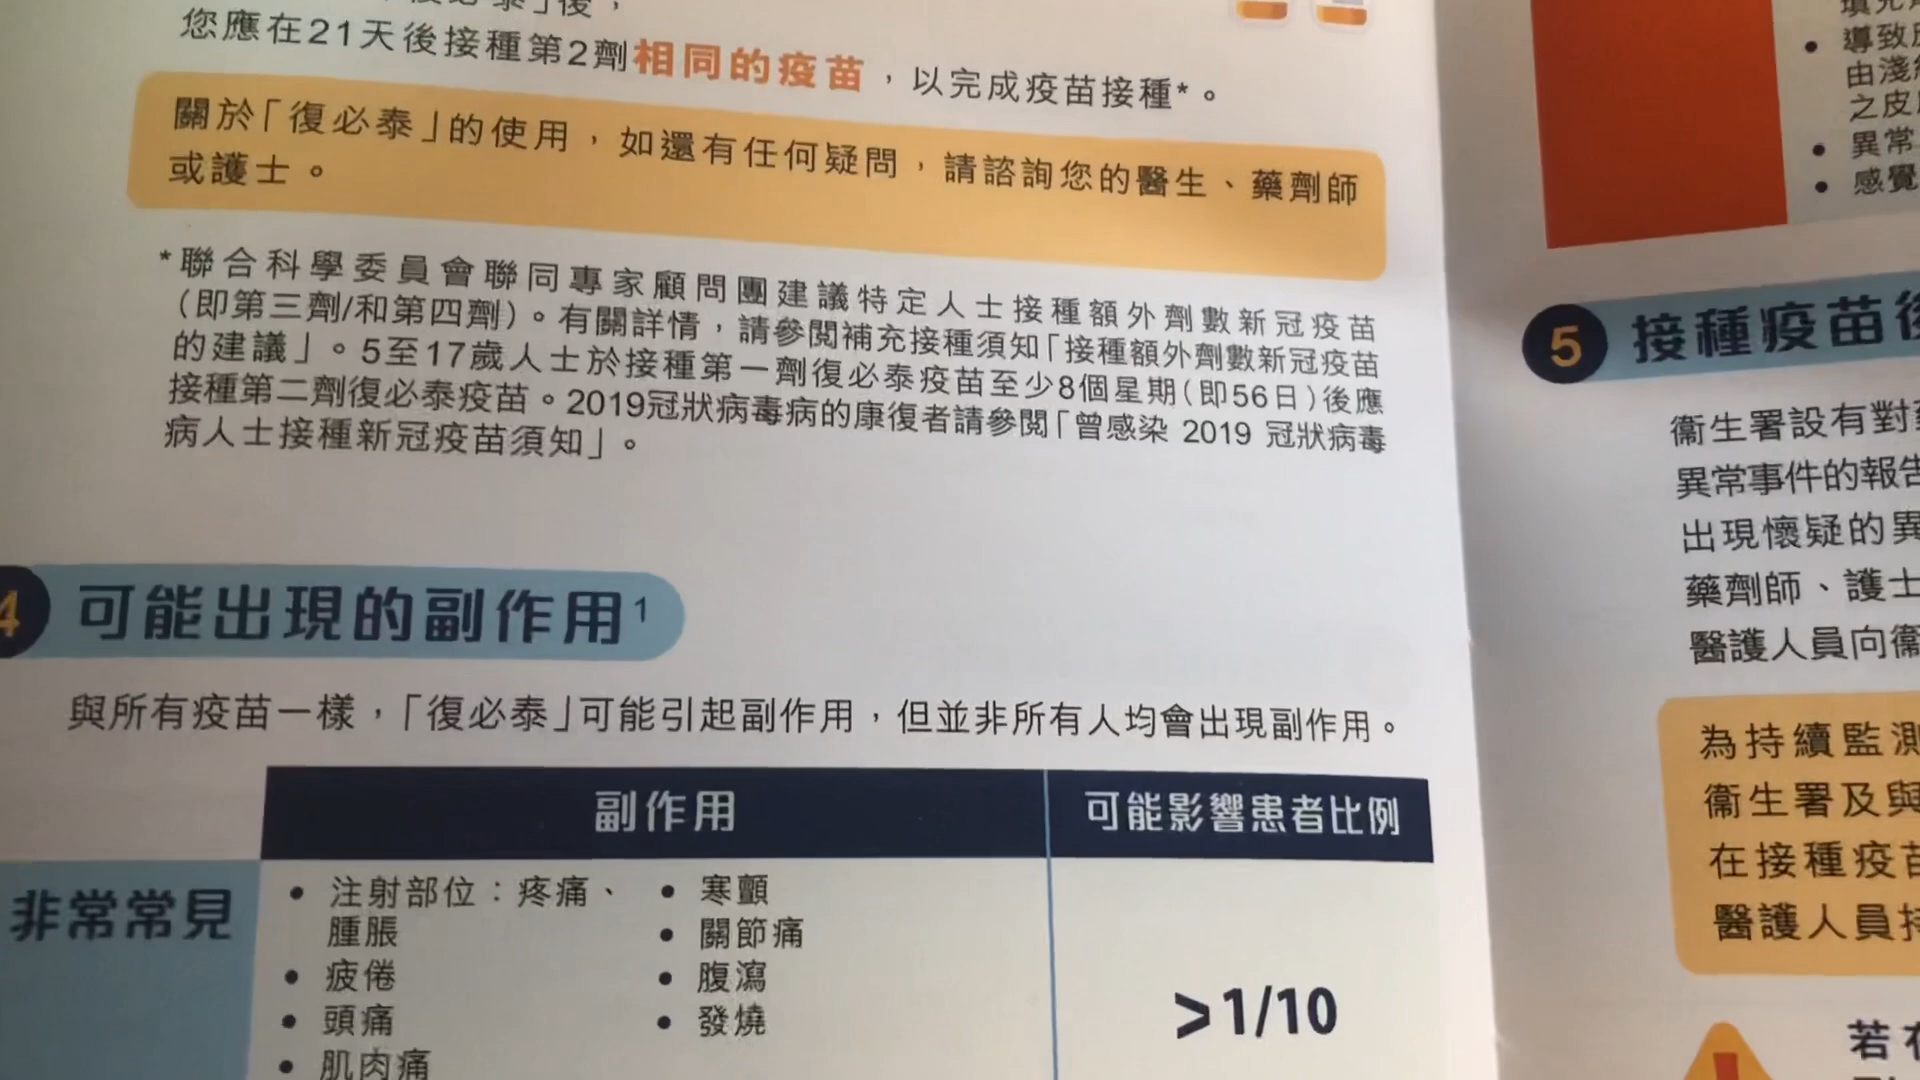 您應在21天後接種第2劑相同的疫苗，以完成疫苗接種*。
關於「復必泰」的使用，如還有任何疑問，請諮詢您的醫生、藥劑師
或護士。
*聯合科學委員會聯同專家顧問團建議特定人士接種額外劑數新冠疫苗
（即第三劑/和第四劑）。有關詳情，請參閱補充接種須知「接種額外劑數新冠疫苗
的建議」。5至17歲人士於接種第一劑復必泰疫苗至少8個星期（即56日）後應
接種第二劑復必泰疫苗。2019冠狀病毒病的康復者請參閱「曾感染 2019 冠狀病毒
病人士接種新冠疫苗須知」。
4 可能出現的副作用1
與所有疫苗一樣，「復必泰」可能引起副作用，但並非所有人均會出現副作用。
副作用 可能影響患者比例
非常常見
• 注射部位：疼痛、
腫脹
• 疲倦
• 頭痛
• 肌肉痛
• 寒顫
• 關節痛
• 腹瀉
• 發燒
>1/10
• 導致
由淺
之皮
• 異常
• 感覺
5 接種疫苗後
衞生署設有對
異常事件的報告
出現懷疑的異
藥劑師、護士
醫護人員向衞
為持續監測
衞生署及與
在接種疫苗
醫護人員持
若在